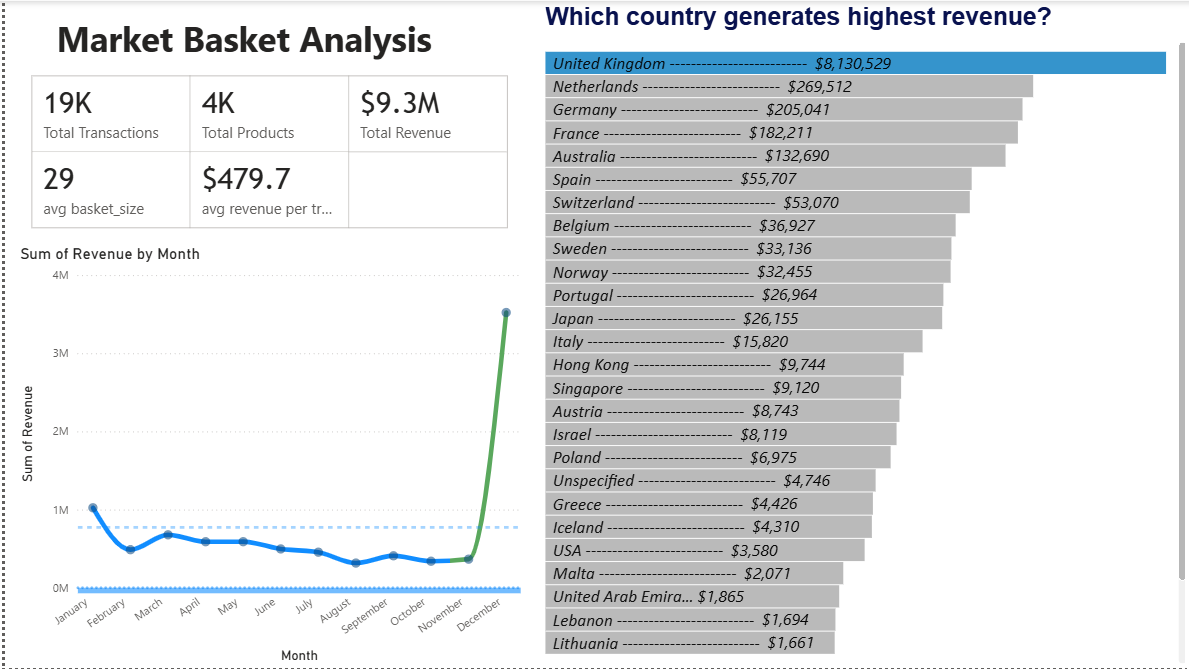 Market Basket Analysis
19K
Total Transactions
4K
Total Products
$9.3M
Total Revenue
29
avg basket_size
$479.7
avg revenue per tr...
Sum of Revenue by Month
Sum of Revenue
4M
3M
2M
1M
0M
January
February
March
April
May
June
July
August
September
October
November
December
Month
Which country generates highest revenue?
United Kingdom --------------------------- $8,130,529
Netherlands --------------------------- $269,512
Germany --------------------------- $205,041
France --------------------------- $182,211
Australia --------------------------- $132,690
Spain --------------------------- $55,707
Switzerland --------------------------- $53,070
Belgium --------------------------- $36,927
Sweden --------------------------- $33,136
Norway --------------------------- $32,455
Portugal --------------------------- $26,964
Japan --------------------------- $26,155
Italy --------------------------- $15,820
Hong Kong --------------------------- $9,744
Singapore --------------------------- $9,120
Austria --------------------------- $8,743
Israel --------------------------- $8,119
Poland --------------------------- $6,975
Unspecified --------------------------- $4,746
Greece --------------------------- $4,426
Iceland --------------------------- $4,310
USA --------------------------- $3,580
Malta --------------------------- $2,071
United Arab Emira... $1,865
Lebanon --------------------------- $1,694
Lithuania --------------------------- $1,661